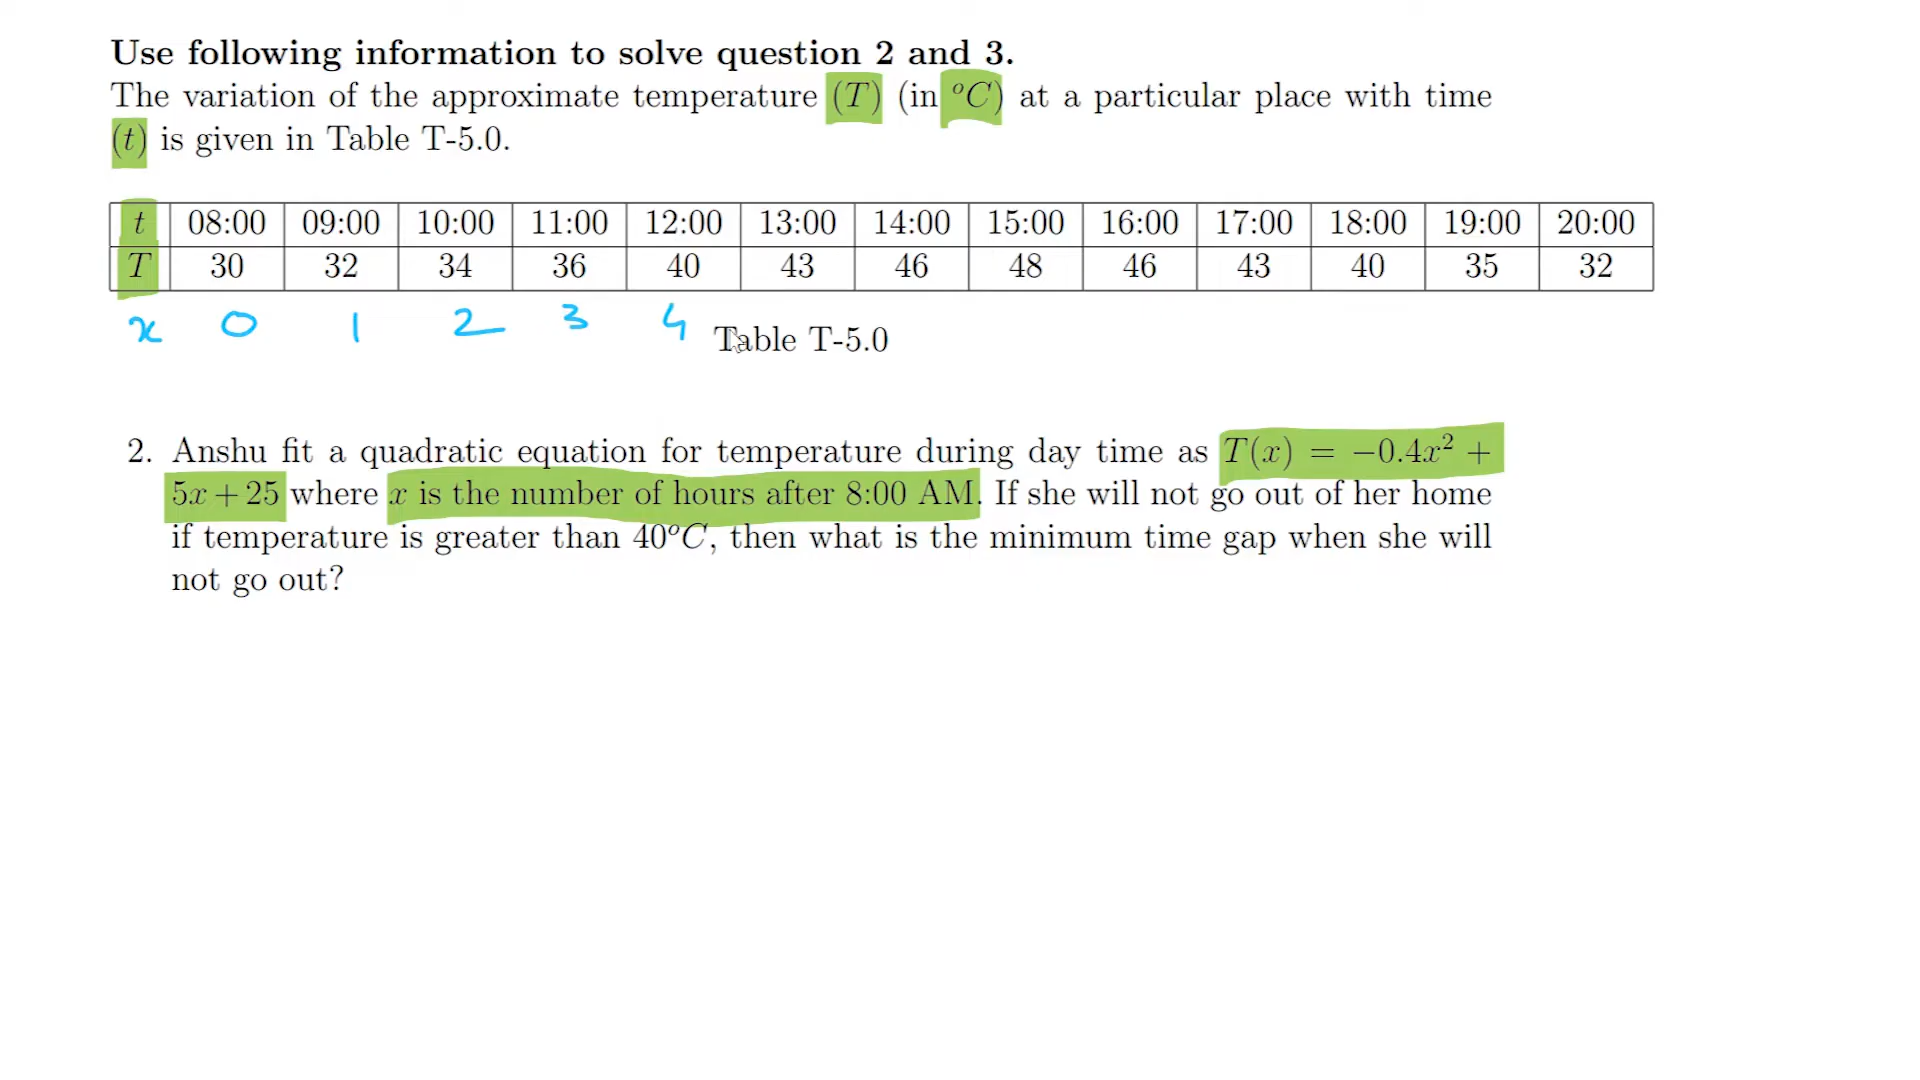 Use following information to solve question 2 and 3.
The variation of the approximate temperature (T) (in °C) at a particular place with time
(t) is given in Table T-5.0.
t 08:00 09:00 10:00 11:00 12:00 13:00 14:00 15:00 16:00 17:00 18:00 19:00 20:00
T 30 32 34 36 40 43 46 48 46 43 40 35 32
x 0 1 2 3 4
Table T-5.0
2. Anshu fit a quadratic equation for temperature during day time as T(x) = −0.4x² +
5x + 25 where x is the number of hours after 8:00 AM. If she will not go out of her home
if temperature is greater than 40°C, then what is the minimum time gap when she will
not go out?